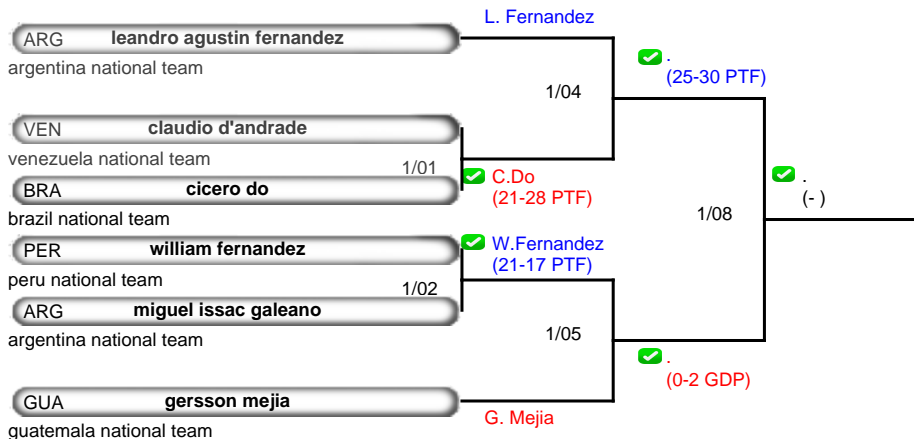 L. Fernandez
ARG leandro agustin fernandez
argentina national team
.
(25-30 PTF)
1/04
VEN claudio d'andrade
venezuela national team
1/01
BRA cicero do
brazil national team
C.Do
(21-28 PTF)
.
(- )
1/08
PER william fernandez
peru national team
W.Fernandez
(21-17 PTF)
1/02
ARG miguel issac galeano
argentina national team
1/05
.
(0-2 GDP)
GUA gersson mejia
guatemala national team
G. Mejia